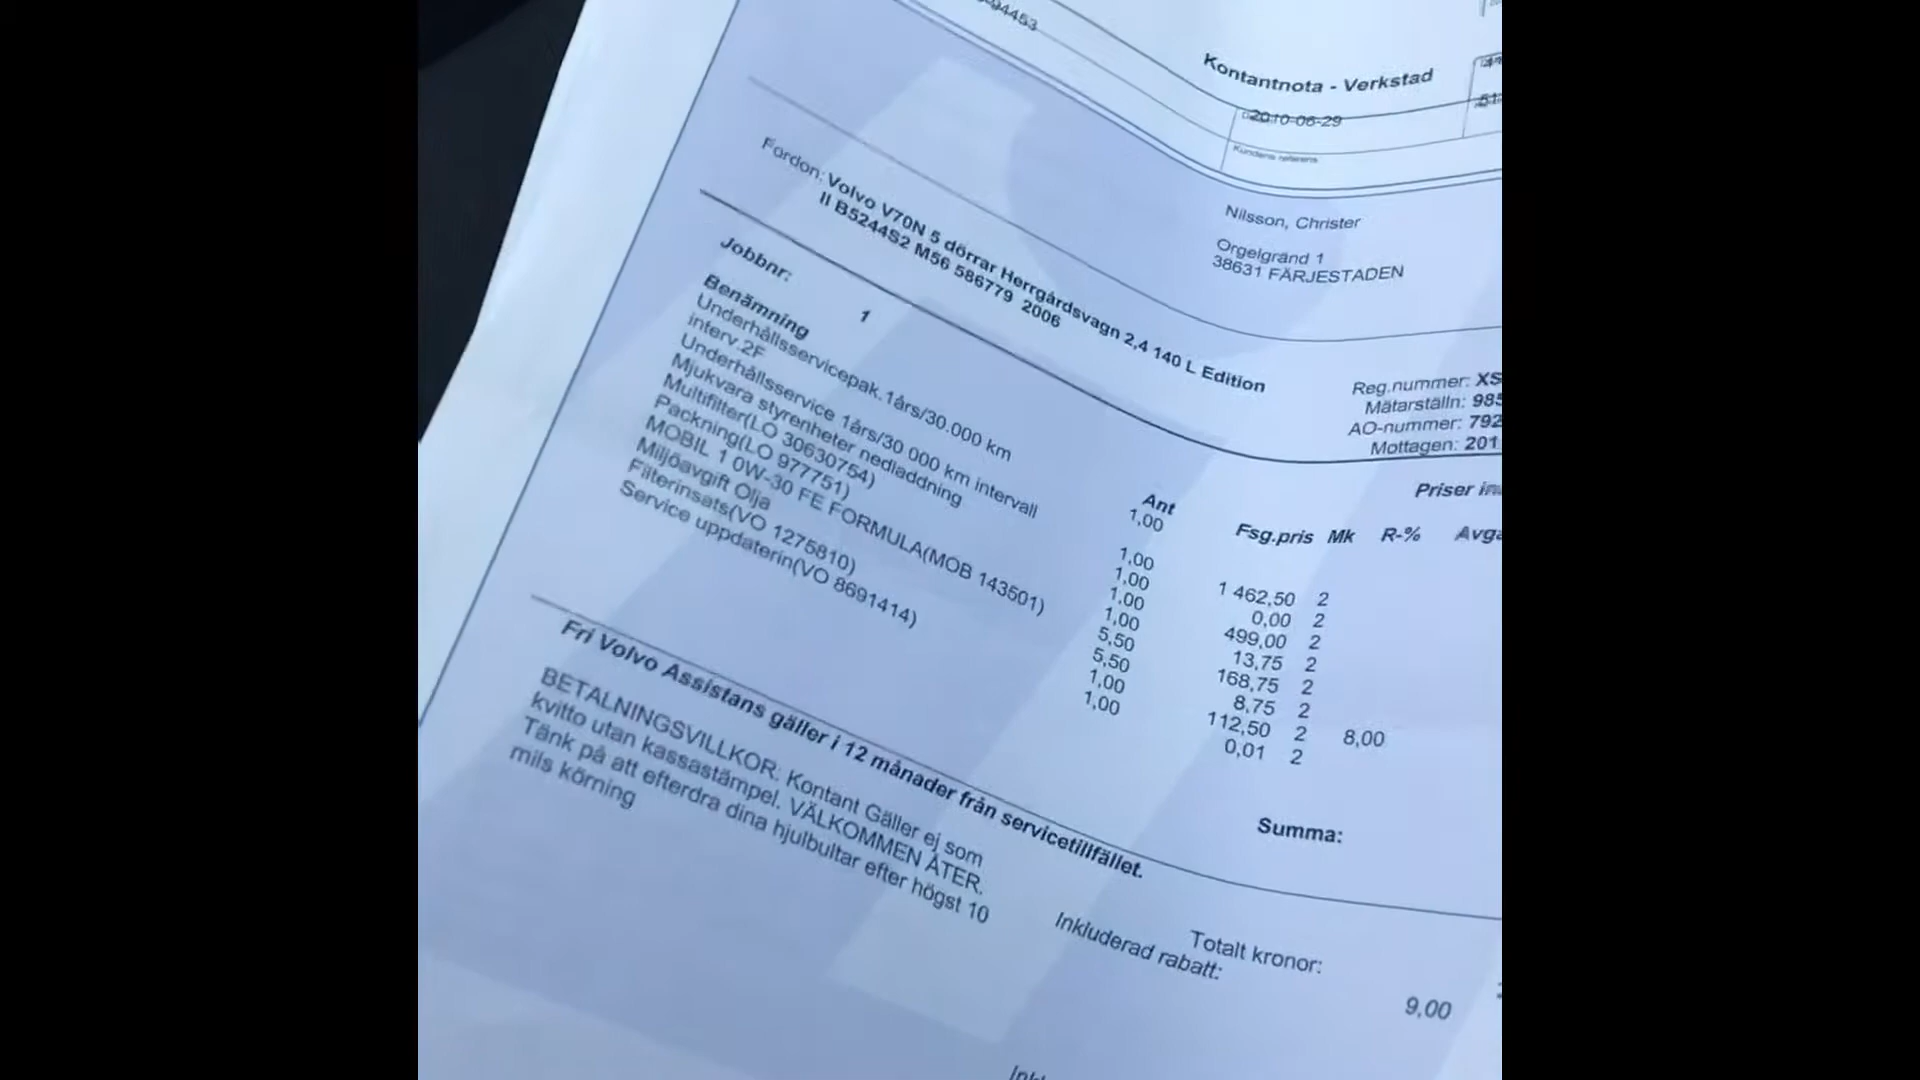 94453
Kontantnota - Verkstad
2010-06-29
Kundens referens
Nilsson, Christer
Orgelgränd 1
38631 FÄRJESTADEN
Fordon: Volvo V70N 5 dörrar Herrgårdsvagn 2,4 140 L Edition
II B5244S2 M56 586779 2006
Reg.nummer: XS
Mätarställn: 985
AO-nummer: 792
Mottagen: 201
Jobbnr: 1
Priser
Benämning Ant Fsg.pris Mk R-%
Underhållsservicepak.1års/30.000 km 1,00
interv.2F
Underhållsservice 1års/30 000 km intervall 1,00 1 462,50 2
Mjukvara styrenheter nedladdning 1,00 0,00 2
Multifilter(LO 30630754) 1,00 499,00 2
Packning(LO 977751) 1,00 13,75 2
MOBIL 1 0W-30 FE FORMULA(MOB 143501) 5,50 168,75 2
Miljöavgift Olja 5,50 8,75 2
Filterinsats(VO 1275810) 1,00 112,50 2 8,00
Service uppdaterin(VO 8691414) 1,00 0,01 2
Summa:
Fri Volvo Assistans gäller i 12 månader från servicetillfället.
BETALNINGSVILLKOR: Kontant Gäller ej som
kvitto utan kassastämpel. VÄLKOMMEN ÅTER.
Tänk på att efterdra dina hjulbultar efter högst 10
mils körning
Totalt kronor:
Inkluderad rabatt: 9,00